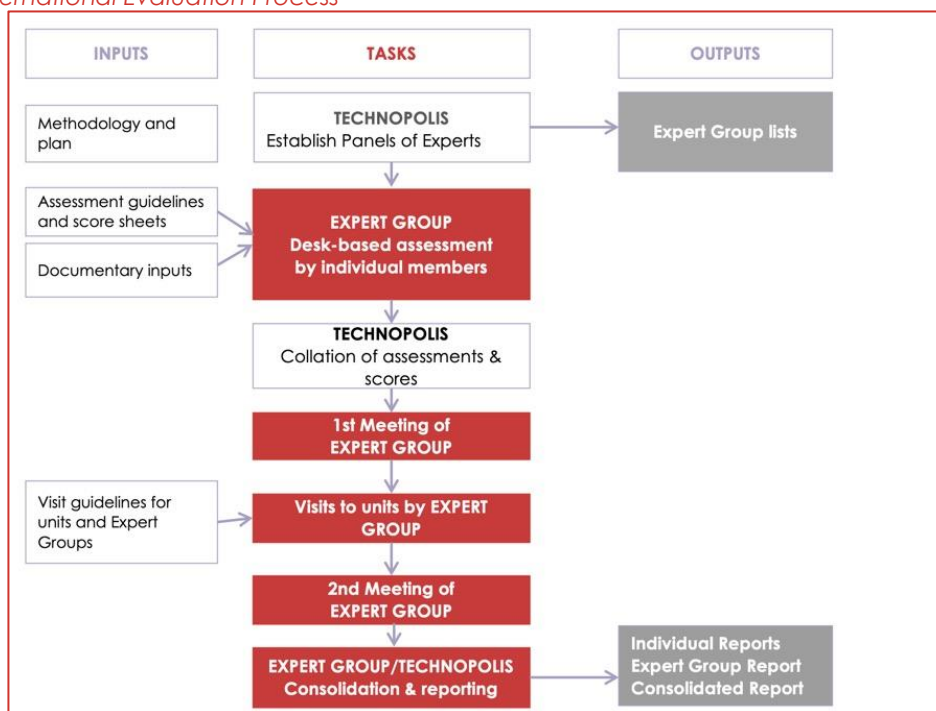 INPUTS
TASKS
OUTPUTS
Methodology and
plan
TECHNOPOLIS
Establish Panels of Experts
Expert Group lists
Assessment guidelines
and score sheets
Documentary inputs
EXPERT GROUP
Desk-based assessment
by individual members
TECHNOPOLIS
Collation of assessments &
scores
1st Meeting of
EXPERT GROUP
Visit guidelines for
units and Expert
Groups
Visits to units by EXPERT
GROUP
2nd Meeting of
EXPERT GROUP
EXPERT GROUP/TECHNOPOLIS
Consolidation & reporting
Individual Reports
Expert Group Report
Consolidated Report